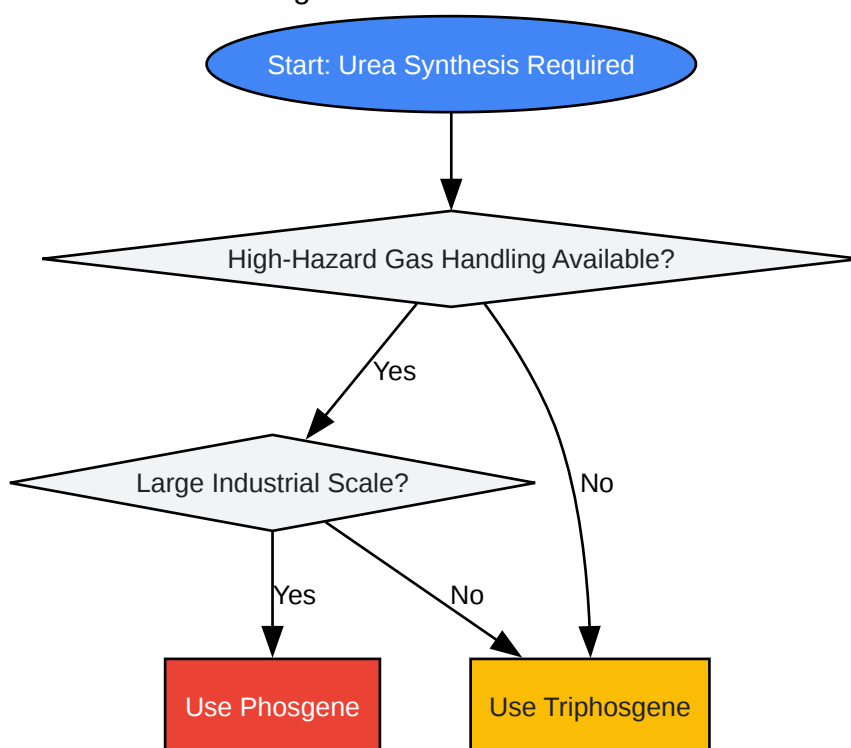 Start: Urea Synthesis Required
High-Hazard Gas Handling Available?
Yes
Large Industrial Scale?
No
Yes
No
Use Phosgene
Use Triphosgene